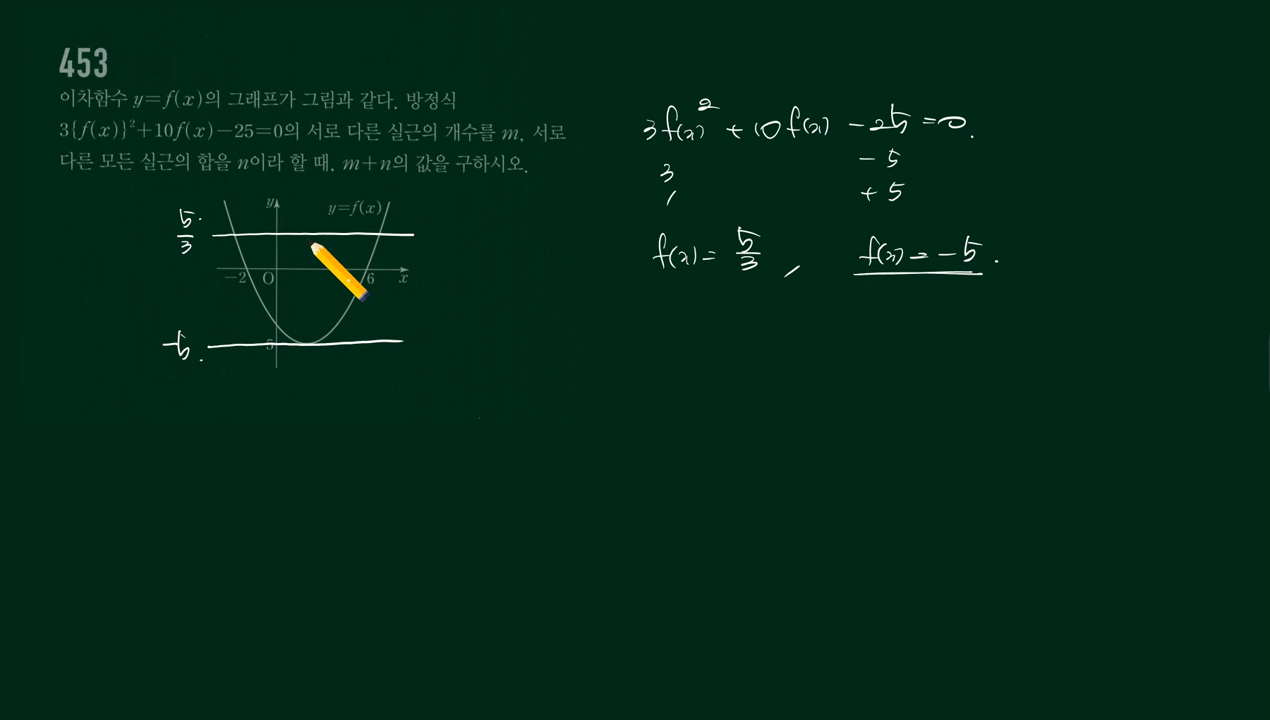 453
이차함수 y=f(x)의 그래프가 그림과 같다. 방정식
3{f(x)}²+10f(x)-25=0의 서로 다른 실근의 개수를 m, 서로
다른 모든 실근의 합을 n이라 할 때, m+n의 값을 구하시오.
y
y=f(x)
5/3
-2 O 6 x
-5
5
3f(x)² + 10f(x) - 25 = 0.
3 - 5
1 + 5
f(x) = 5/3 , f(x) = -5 .